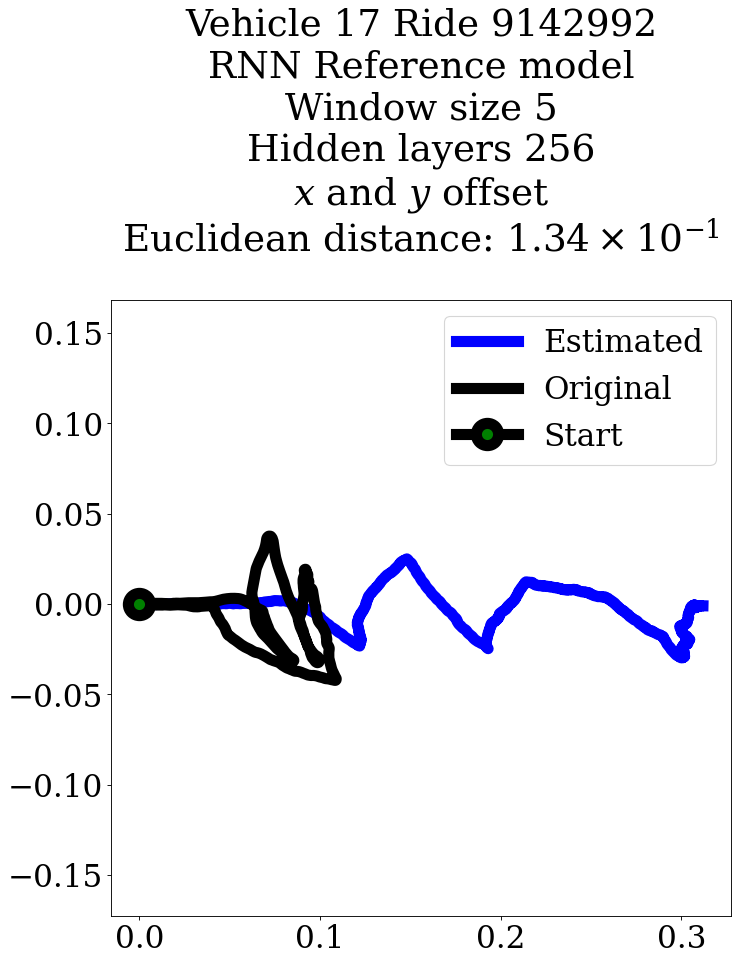 Vehicle 17 Ride 9142992
RNN Reference model
Window size 5
Hidden layers 256
x and y offset
Euclidean distance: 1.34 × 10⁻¹
Estimated
Original
Start
0.15
0.10
0.05
0.00
−0.05
−0.10
−0.15
0.0 0.1 0.2 0.3